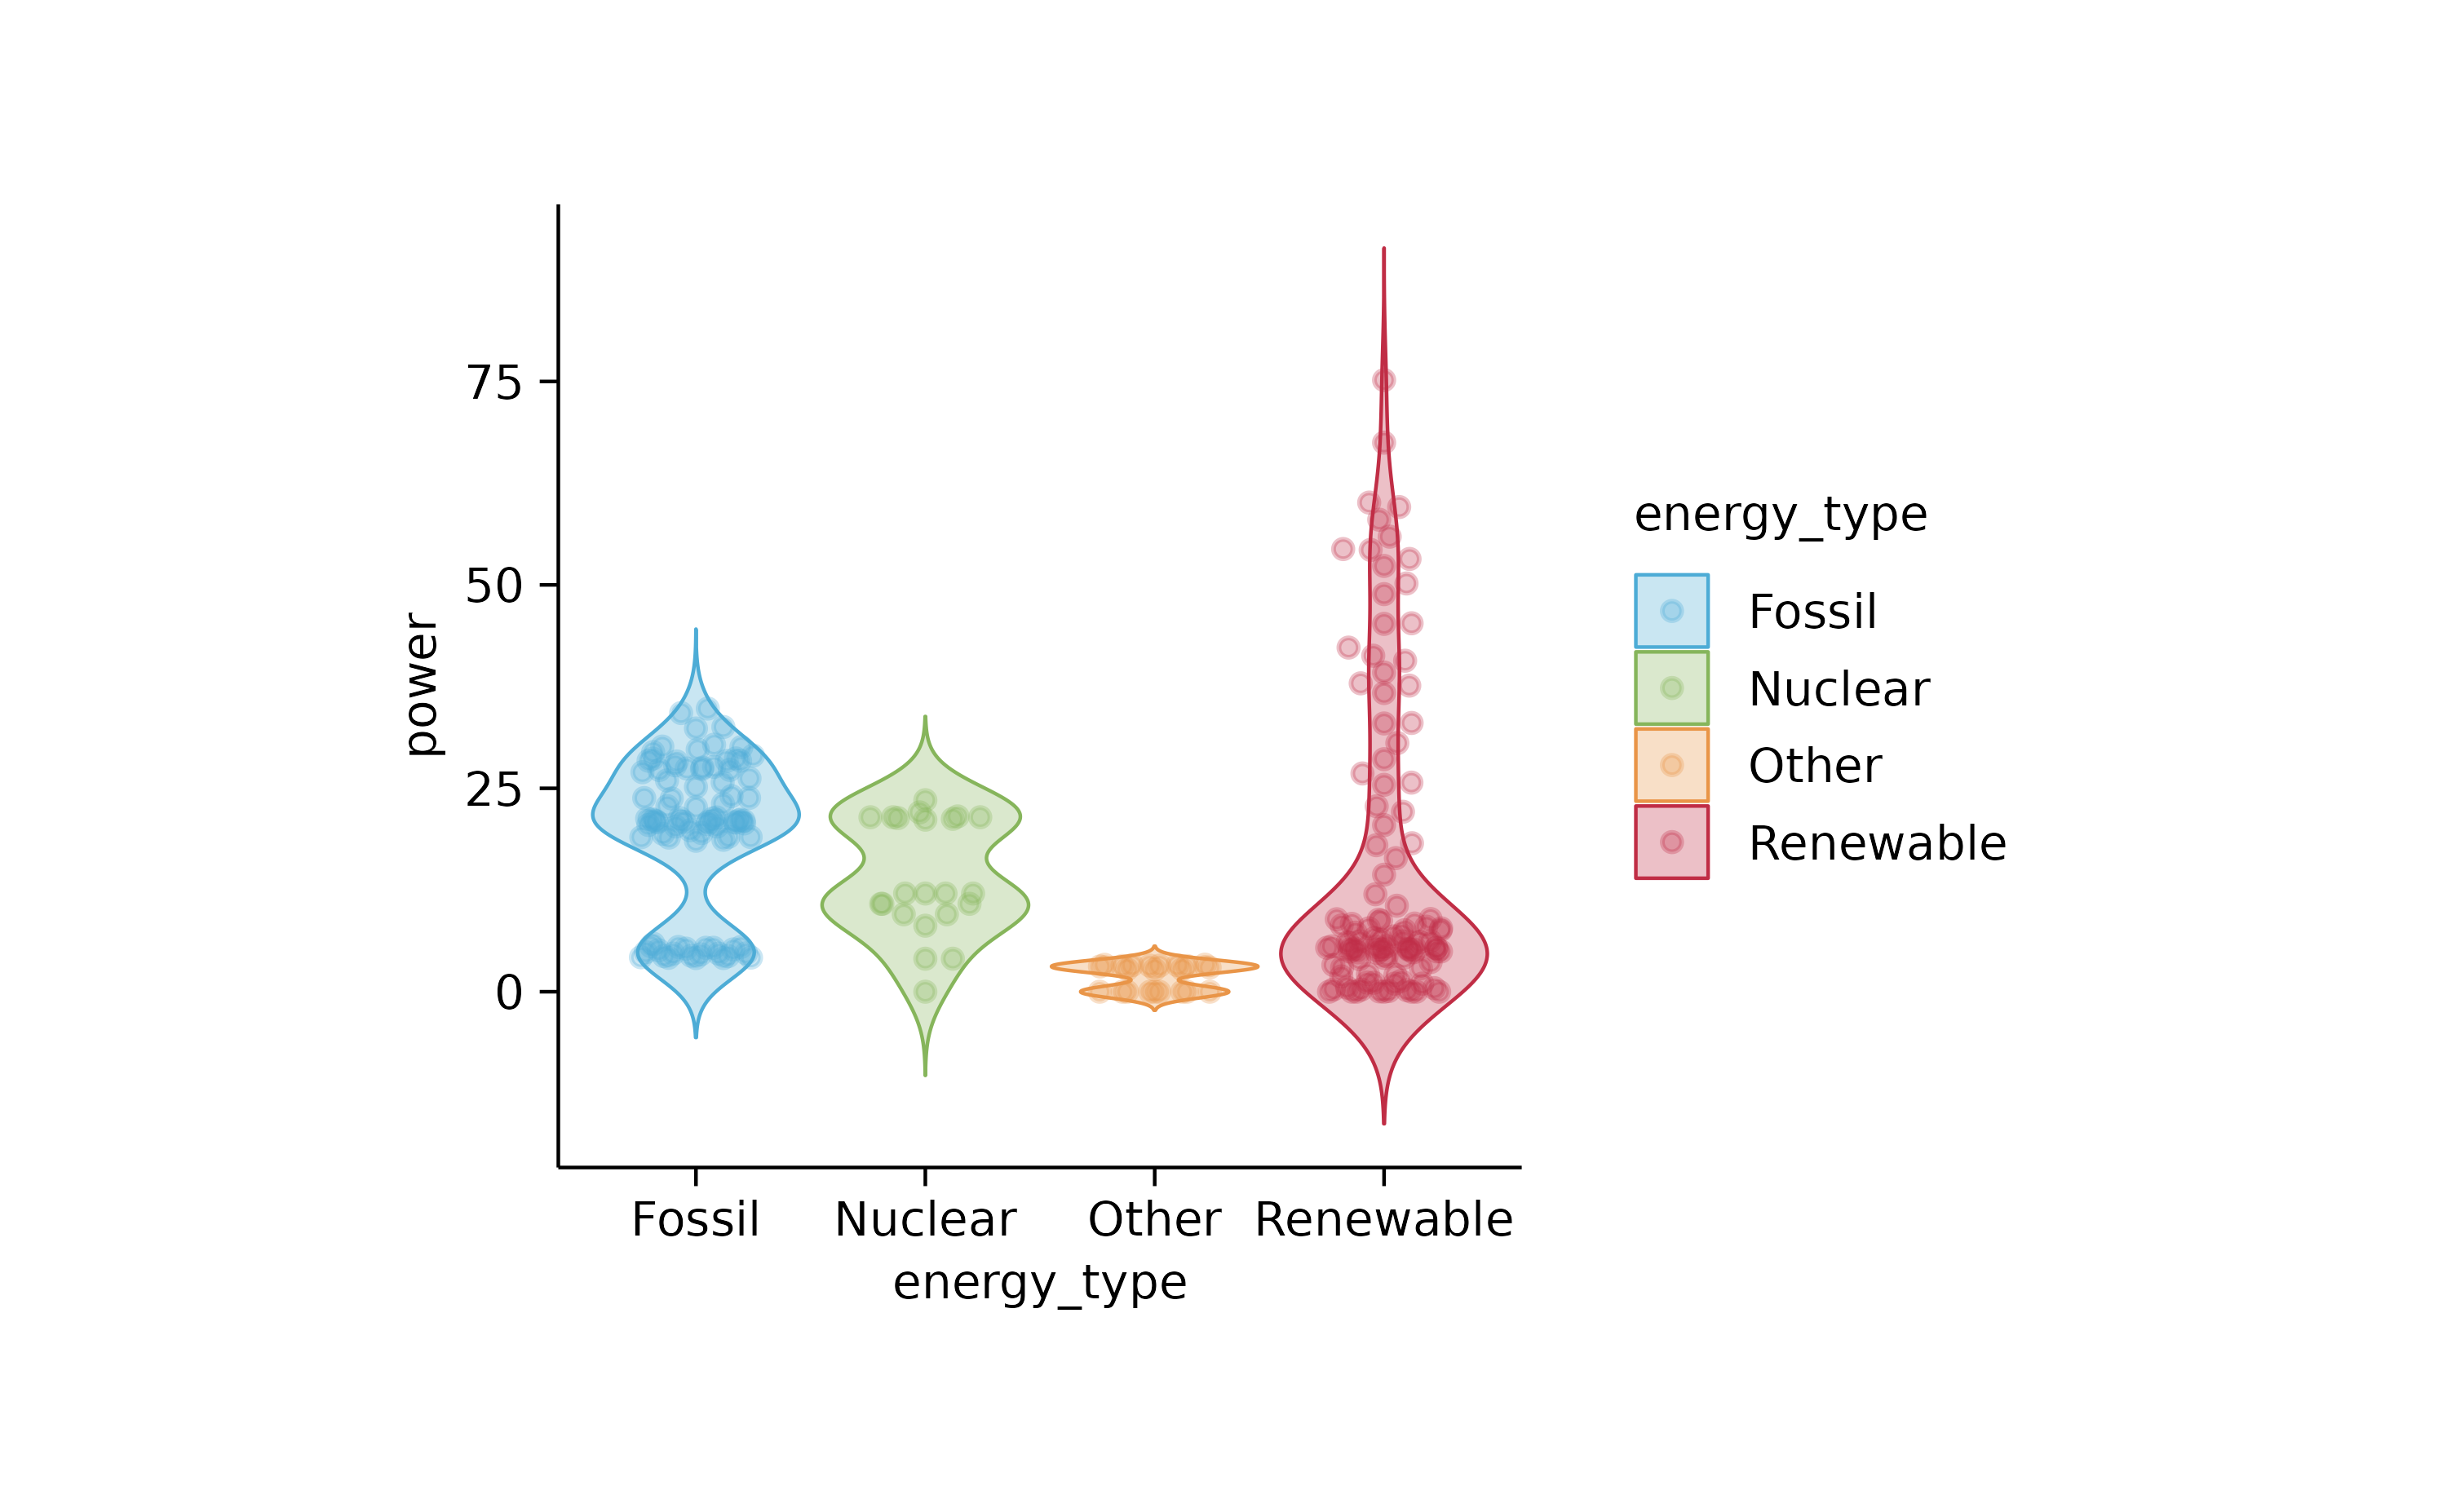 power
75
50
25
0
Fossil Nuclear Other Renewable
energy_type
energy_type
Fossil
Nuclear
Other
Renewable